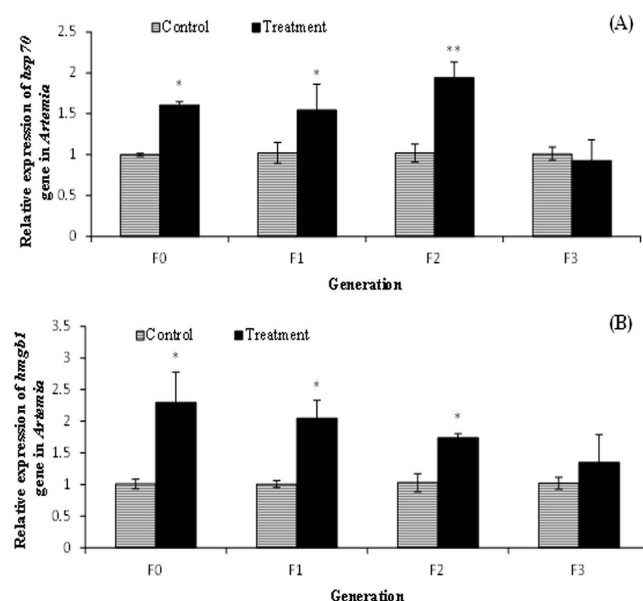 (A)
Control Treatment
Relative expression of hsp70
gene in Artemia
2.5
2
1.5
1
0.5
0
* * **
F0 F1 F2 F3
Generation
(B)
Control Treatment
Relative expression of hmgb1
gene in Artemia
3.5
3
2.5
2
1.5
1
0.5
0
* * *
F0 F1 F2 F3
Generation